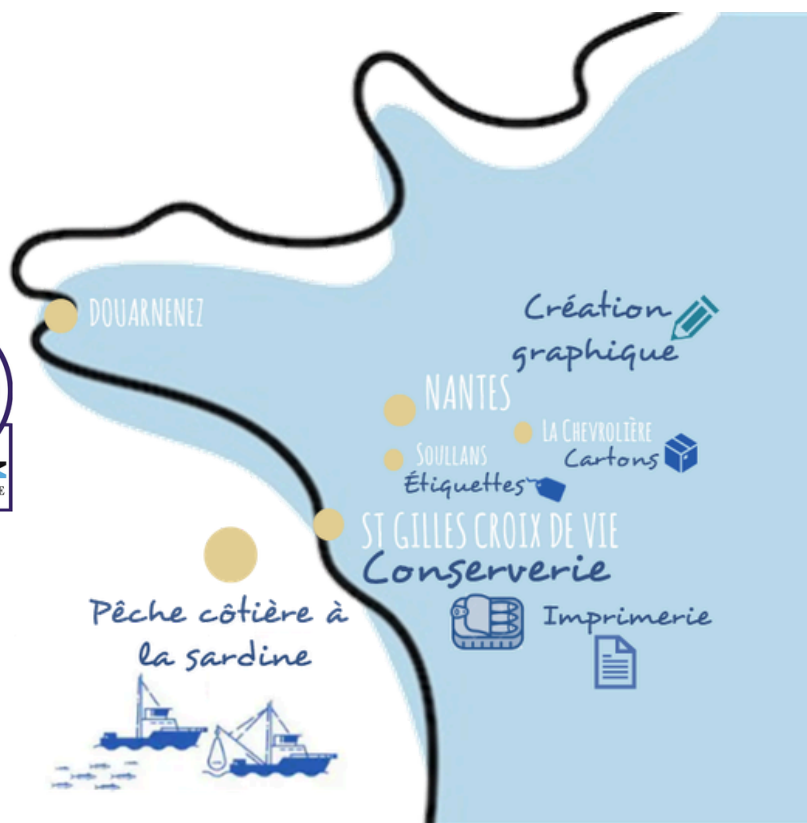 DOUARNENEZ
Création
graphique
NANTES
LA CHEVROLIÈRE
Cartons
SOULLANS
Étiquettes
ST GILLES CROIX DE VIE
Conserverie
Pêche côtière à
la sardine
Imprimerie